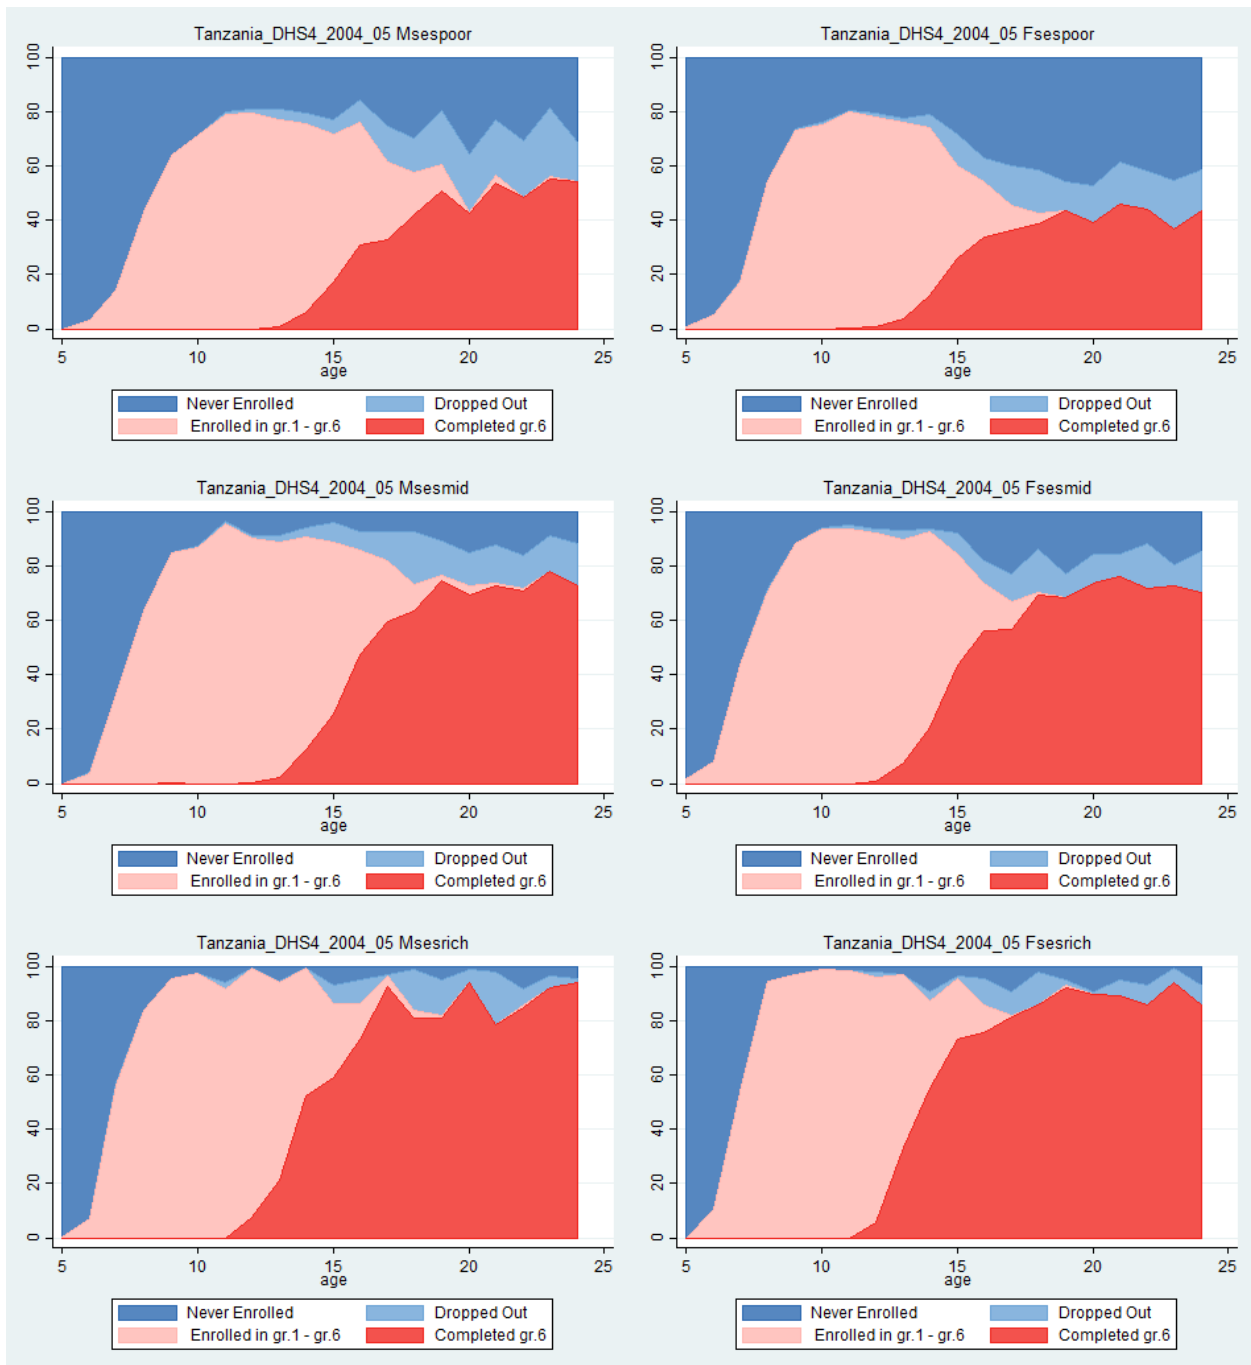 Tanzania_DHS4_2004_05 Msespoor
100
80
60
40
20
0
5 10 15 20 25
age
Never Enrolled Dropped Out
Enrolled in gr.1 - gr.6 Completed gr.6
Tanzania_DHS4_2004_05 Fsespoor
100
80
60
40
20
0
5 10 15 20 25
age
Never Enrolled Dropped Out
Enrolled in gr.1 - gr.6 Completed gr.6
Tanzania_DHS4_2004_05 Msesmid
100
80
60
40
20
0
5 10 15 20 25
age
Never Enrolled Dropped Out
Enrolled in gr.1 - gr.6 Completed gr.6
Tanzania_DHS4_2004_05 Fsesmid
100
80
60
40
20
0
5 10 15 20 25
age
Never Enrolled Dropped Out
Enrolled in gr.1 - gr.6 Completed gr.6
Tanzania_DHS4_2004_05 Msesrich
100
80
60
40
20
0
5 10 15 20 25
age
Never Enrolled Dropped Out
Enrolled in gr.1 - gr.6 Completed gr.6
Tanzania_DHS4_2004_05 Fsesrich
100
80
60
40
20
0
5 10 15 20 25
age
Never Enrolled Dropped Out
Enrolled in gr.1 - gr.6 Completed gr.6